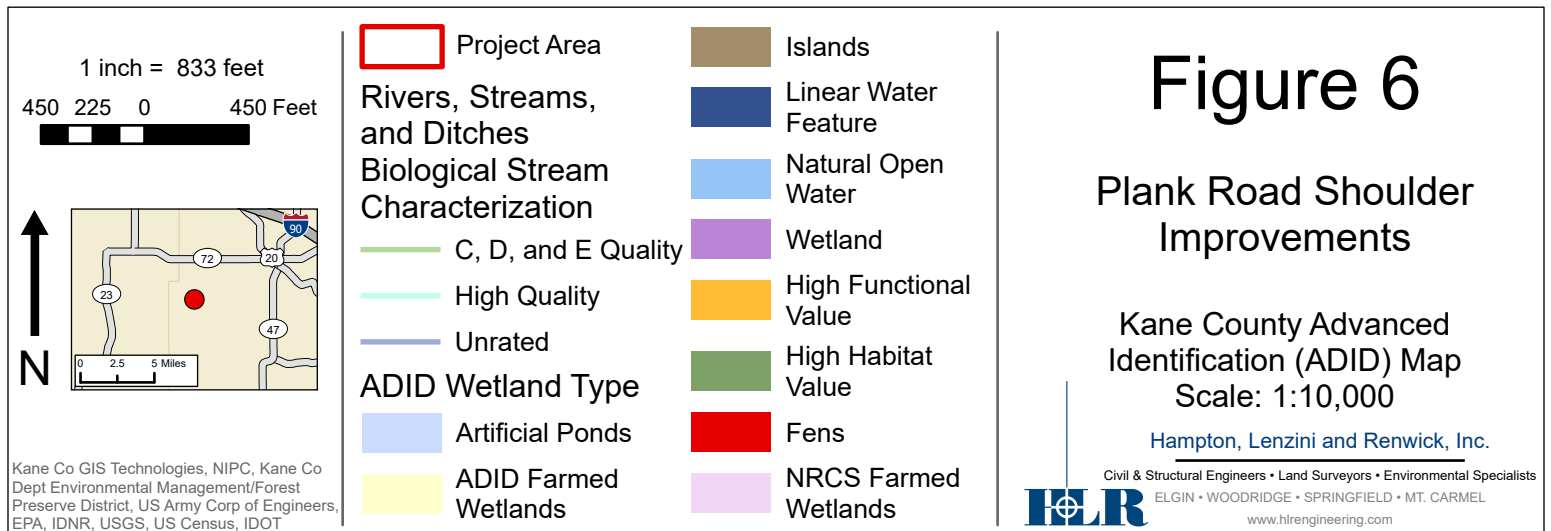 1 inch = 833 feet
450 225 0 450 Feet
N
90
72
20
23
47
0 2.5 5 Miles
Kane Co GIS Technologies, NIPC, Kane Co
Dept Environmental Management/Forest
Preserve District, US Army Corp of Engineers,
EPA, IDNR, USGS, US Census, IDOT
Project Area
Rivers, Streams,
and Ditches
Biological Stream
Characterization
C, D, and E Quality
High Quality
Unrated
ADID Wetland Type
Artificial Ponds
ADID Farmed
Wetlands
Islands
Linear Water
Feature
Natural Open
Water
Wetland
High Functional
Value
High Habitat
Value
Fens
NRCS Farmed
Wetlands
Figure 6
Plank Road Shoulder
Improvements
Kane County Advanced
Identification (ADID) Map
Scale: 1:10,000
Hampton, Lenzini and Renwick, Inc.
Civil & Structural Engineers • Land Surveyors • Environmental Specialists
HLR
ELGIN • WOODRIDGE • SPRINGFIELD • MT. CARMEL
www.hlrengineering.com